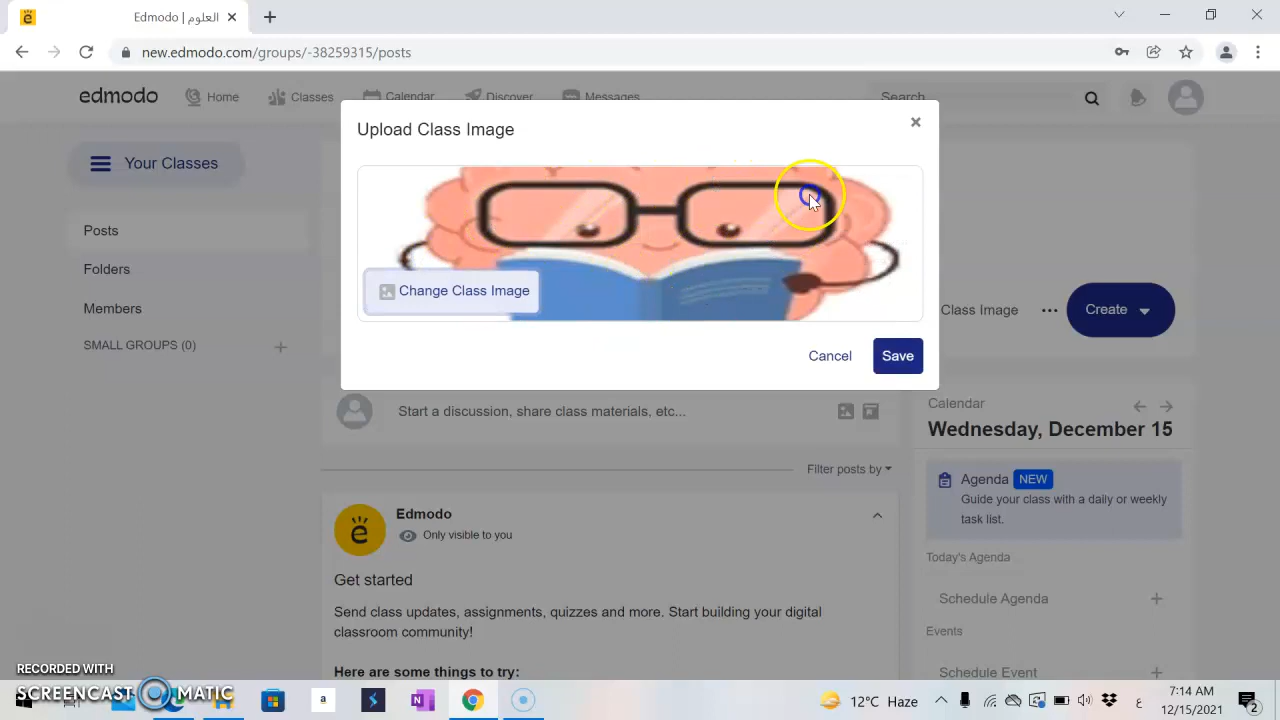 Edmodo | العلوم
new.edmodo.com/groups/-38259315/posts
edmodo
Home
Classes
Calendar
Discover
Messages
Search
Upload Class Image
Your Classes
Posts
Folders
Members
SMALL GROUPS (0)
Change Class Image
Cancel
Save
Class Image
Create
Start a discussion, share class materials, etc...
Filter posts by
Calendar
Wednesday, December 15
Agenda NEW
Guide your class with a daily or weekly
task list.
Today's Agenda
Schedule Agenda
Events
Schedule Event
Edmodo
Only visible to you
Get started
Send class updates, assignments, quizzes and more. Start building your digital
classroom community!
Here are some things to try:
RECORDED WITH
SCREENCAST MATIC
a
12°C Haze
ع
7:14 AM
12/15/2021
2